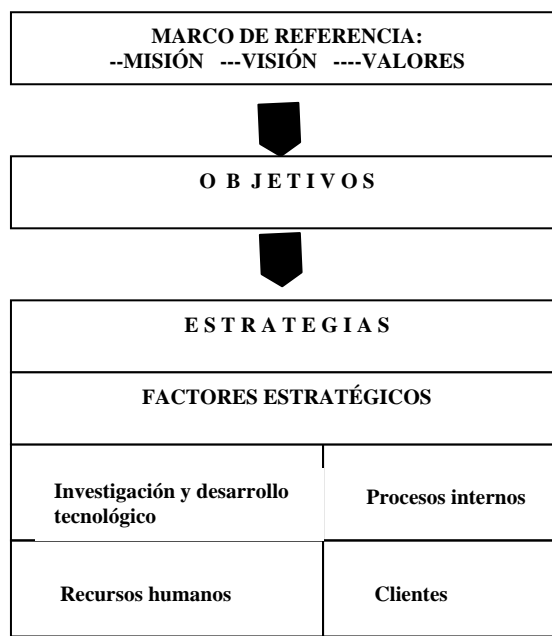 MARCO DE REFERENCIA:
--MISIÓN ---VISIÓN ----VALORES
O B J E T I V O S
E S T R A T E G I A S
FACTORES ESTRATÉGICOS
Investigación y desarrollo
tecnológico
Procesos internos
Recursos humanos
Clientes